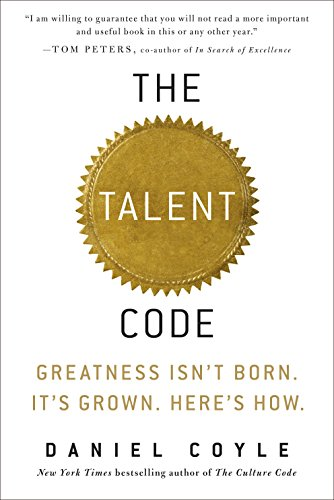 “I am willing to guarantee that you will not read a more important
and useful book in this or any other year.”
—TOM PETERS, co-author of In Search of Excellence
THE
TALENT
CODE
GREATNESS ISN'T BORN.
IT'S GROWN. HERE'S HOW.
DANIEL COYLE
New York Times bestselling author of The Culture Code